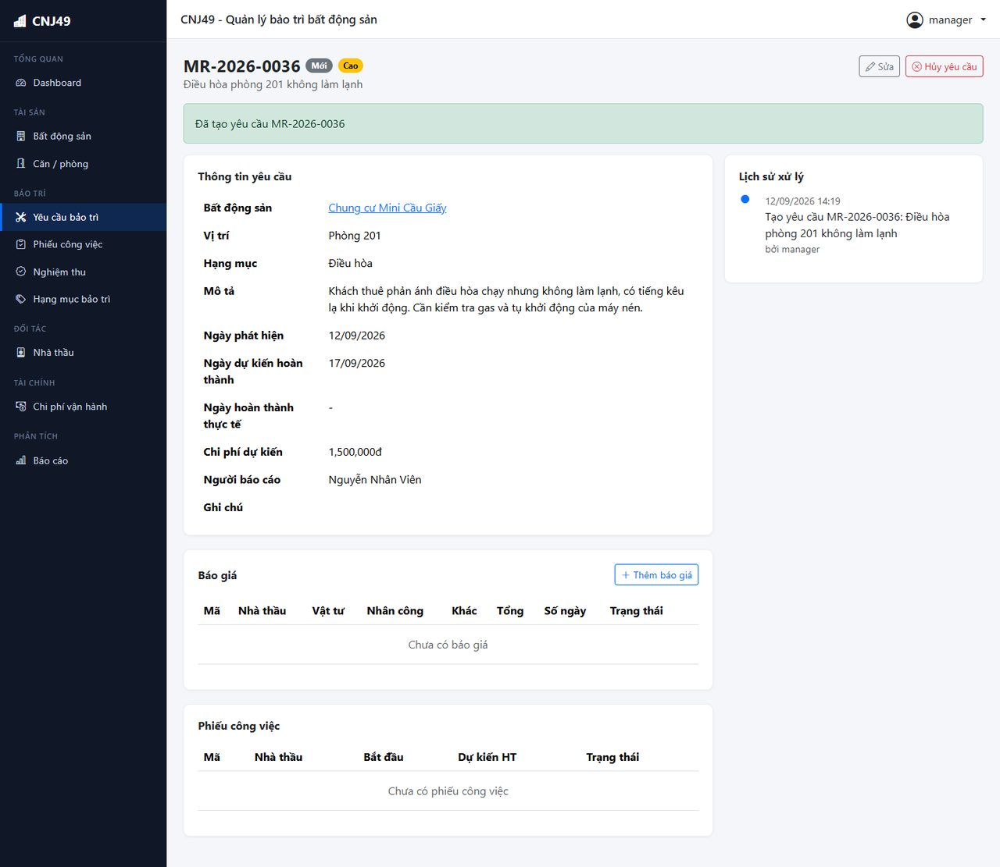 CNJ49
TỔNG QUAN
Dashboard
TÀI SẢN
Bất động sản
Căn / phòng
BẢO TRÌ
Yêu cầu bảo trì
Phiếu công việc
Nghiệm thu
Hạng mục bảo trì
ĐỐI TÁC
Nhà thầu
TÀI CHÍNH
Chi phí vận hành
PHÂN TÍCH
Báo cáo
CNJ49 - Quản lý bảo trì bất động sản
manager
MR-2026-0036 Mới Cao
Điều hòa phòng 201 không làm lạnh
Sửa
Hủy yêu cầu
Đã tạo yêu cầu MR-2026-0036
Thông tin yêu cầu
Bất động sản Chung cư Mini Cầu Giấy
Vị trí Phòng 201
Hạng mục Điều hòa
Mô tả Khách thuê phản ánh điều hòa chạy nhưng không làm lạnh, có tiếng kêu
lạ khi khởi động. Cần kiểm tra gas và tụ khởi động của máy nén.
Ngày phát hiện 12/09/2026
Ngày dự kiến hoàn 17/09/2026
thành
Ngày hoàn thành -
thực tế
Chi phí dự kiến 1,500,000đ
Người báo cáo Nguyễn Nhân Viên
Ghi chú
Báo giá
+ Thêm báo giá
Mã Nhà thầu Vật tư Nhân công Khác Tổng Số ngày Trạng thái
Chưa có báo giá
Phiếu công việc
Mã Nhà thầu Bắt đầu Dự kiến HT Trạng thái
Chưa có phiếu công việc
Lịch sử xử lý
12/09/2026 14:19
Tạo yêu cầu MR-2026-0036: Điều hòa
phòng 201 không làm lạnh
bởi manager